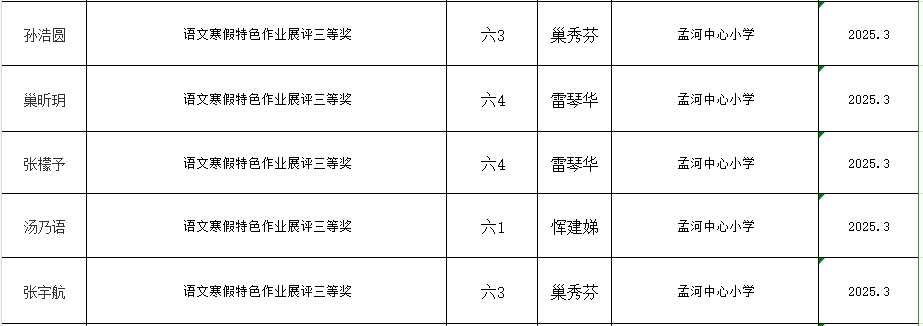 孙浩圆 语文寒假特色作业展评三等奖 六3 巢秀芬 孟河中心小学 2025.3
巢昕玥 语文寒假特色作业展评三等奖 六4 雷琴华 孟河中心小学 2025.3
张檬予 语文寒假特色作业展评三等奖 六4 雷琴华 孟河中心小学 2025.3
汤乃语 语文寒假特色作业展评三等奖 六1 恽建娣 孟河中心小学 2025.3
张宇航 语文寒假特色作业展评三等奖 六3 巢秀芬 孟河中心小学 2025.3